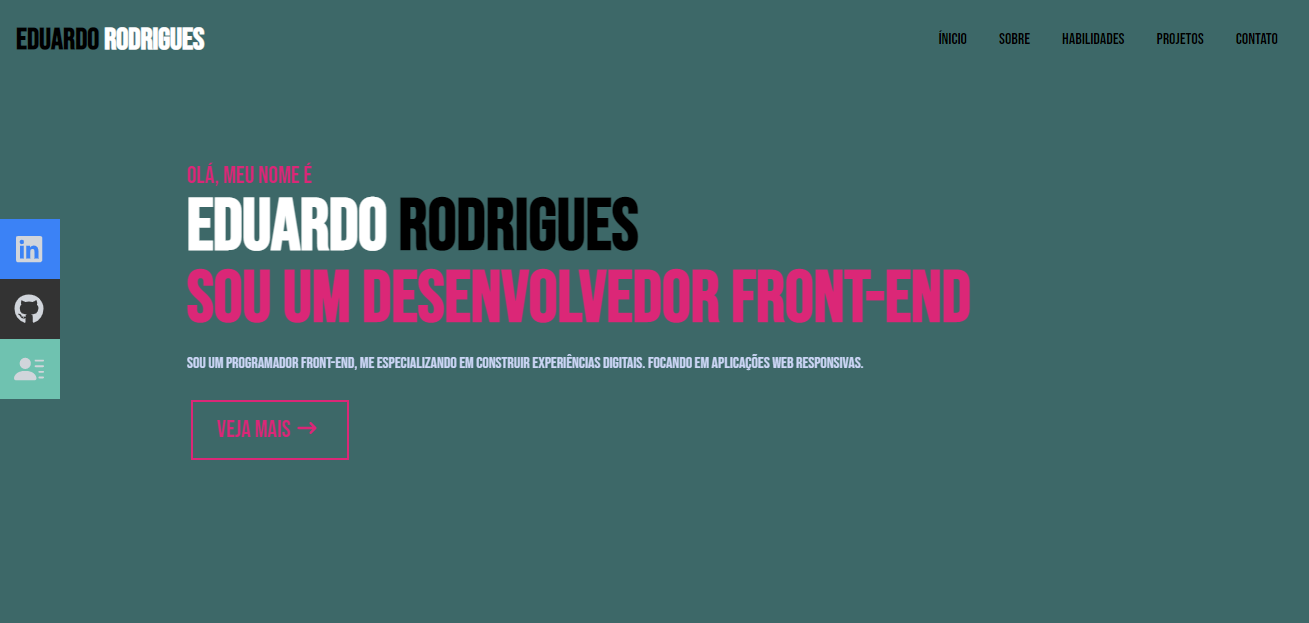 EDUARDO RODRIGUES
ÍNICIO SOBRE HABILIDADES PROJETOS CONTATO
OLÁ, MEU NOME É
EDUARDO RODRIGUES
SOU UM DESENVOLVEDOR FRONT-END
SOU UM PROGRAMADOR FRONT-END, ME ESPECIALIZANDO EM CONSTRUIR EXPERIÊNCIAS DIGITAIS. FOCANDO EM APLICAÇÕES WEB RESPONSIVAS.
in
VEJA MAIS →